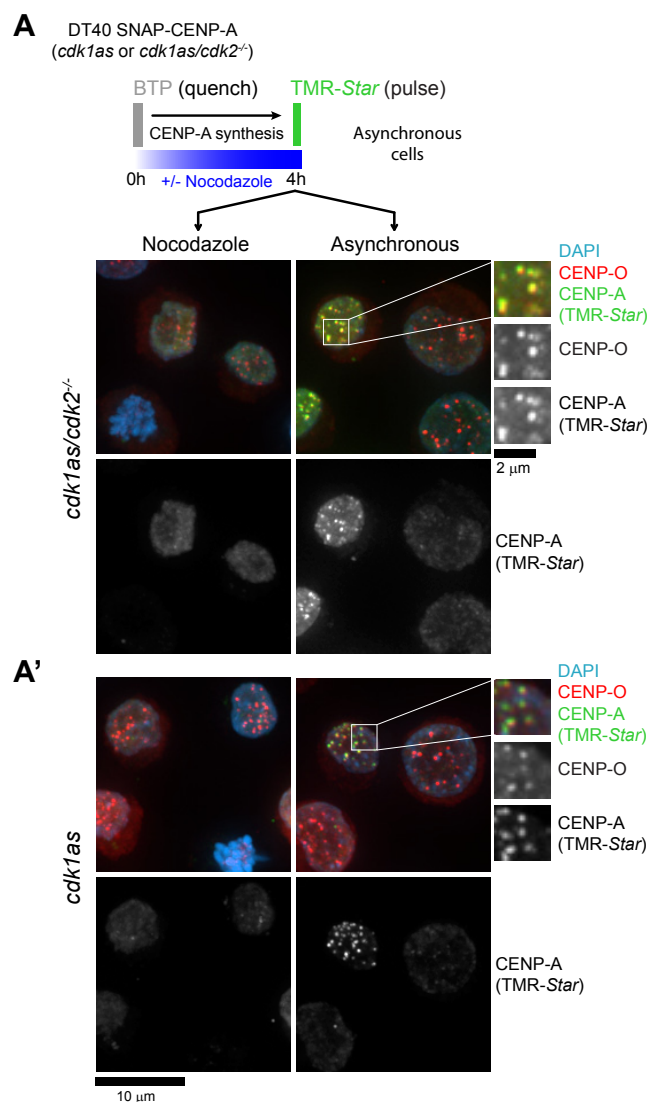 A
DT40 SNAP-CENP-A
(cdk1as or cdk1as/cdk2-/-)
BTP (quench)
TMR-Star (pulse)
CENP-A synthesis
Asynchronous
cells
0h
+/- Nocodazole
4h
Nocodazole
Asynchronous
DAPI
CENP-O
CENP-A
(TMR-Star)
CENP-O
CENP-A
(TMR-Star)
2 μm
cdk1as/cdk2-/-
CENP-A
(TMR-Star)
A'
DAPI
CENP-O
CENP-A
(TMR-Star)
CENP-O
CENP-A
(TMR-Star)
cdk1as
CENP-A
(TMR-Star)
10 μm